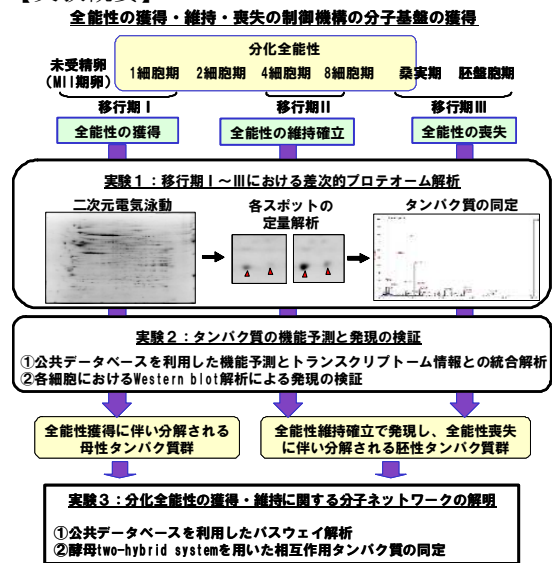 全能性の獲得・維持・喪失の制御機構の分子基盤の獲得
分化全能性
未受精卵
(MII期卵)
1細胞期 2細胞期 4細胞期 8細胞期 桑実期 胚盤胞期
移行期Ⅰ 移行期Ⅱ 移行期Ⅲ
全能性の獲得 全能性の維持確立 全能性の喪失
実験1:移行期Ⅰ~Ⅲにおける差次的プロテオーム解析
二次元電気泳動 各スポットの タンパク質の同定
定量解析
実験2:タンパク質の機能予測と発現の検証
①公共データベースを利用した機能予測とトランスクリプトーム情報との統合解析
②各細胞におけるWestern blot解析による発現の検証
全能性獲得に伴い分解される
母性タンパク質群
全能性維持確立で発現し、全能性喪失
に伴い分解される胚性タンパク質群
実験3:分化全能性の獲得・維持に関する分子ネットワークの解明
①公共データベースを利用したパスウェイ解析
②酵母two-hybrid systemを用いた相互作用タンパク質の同定